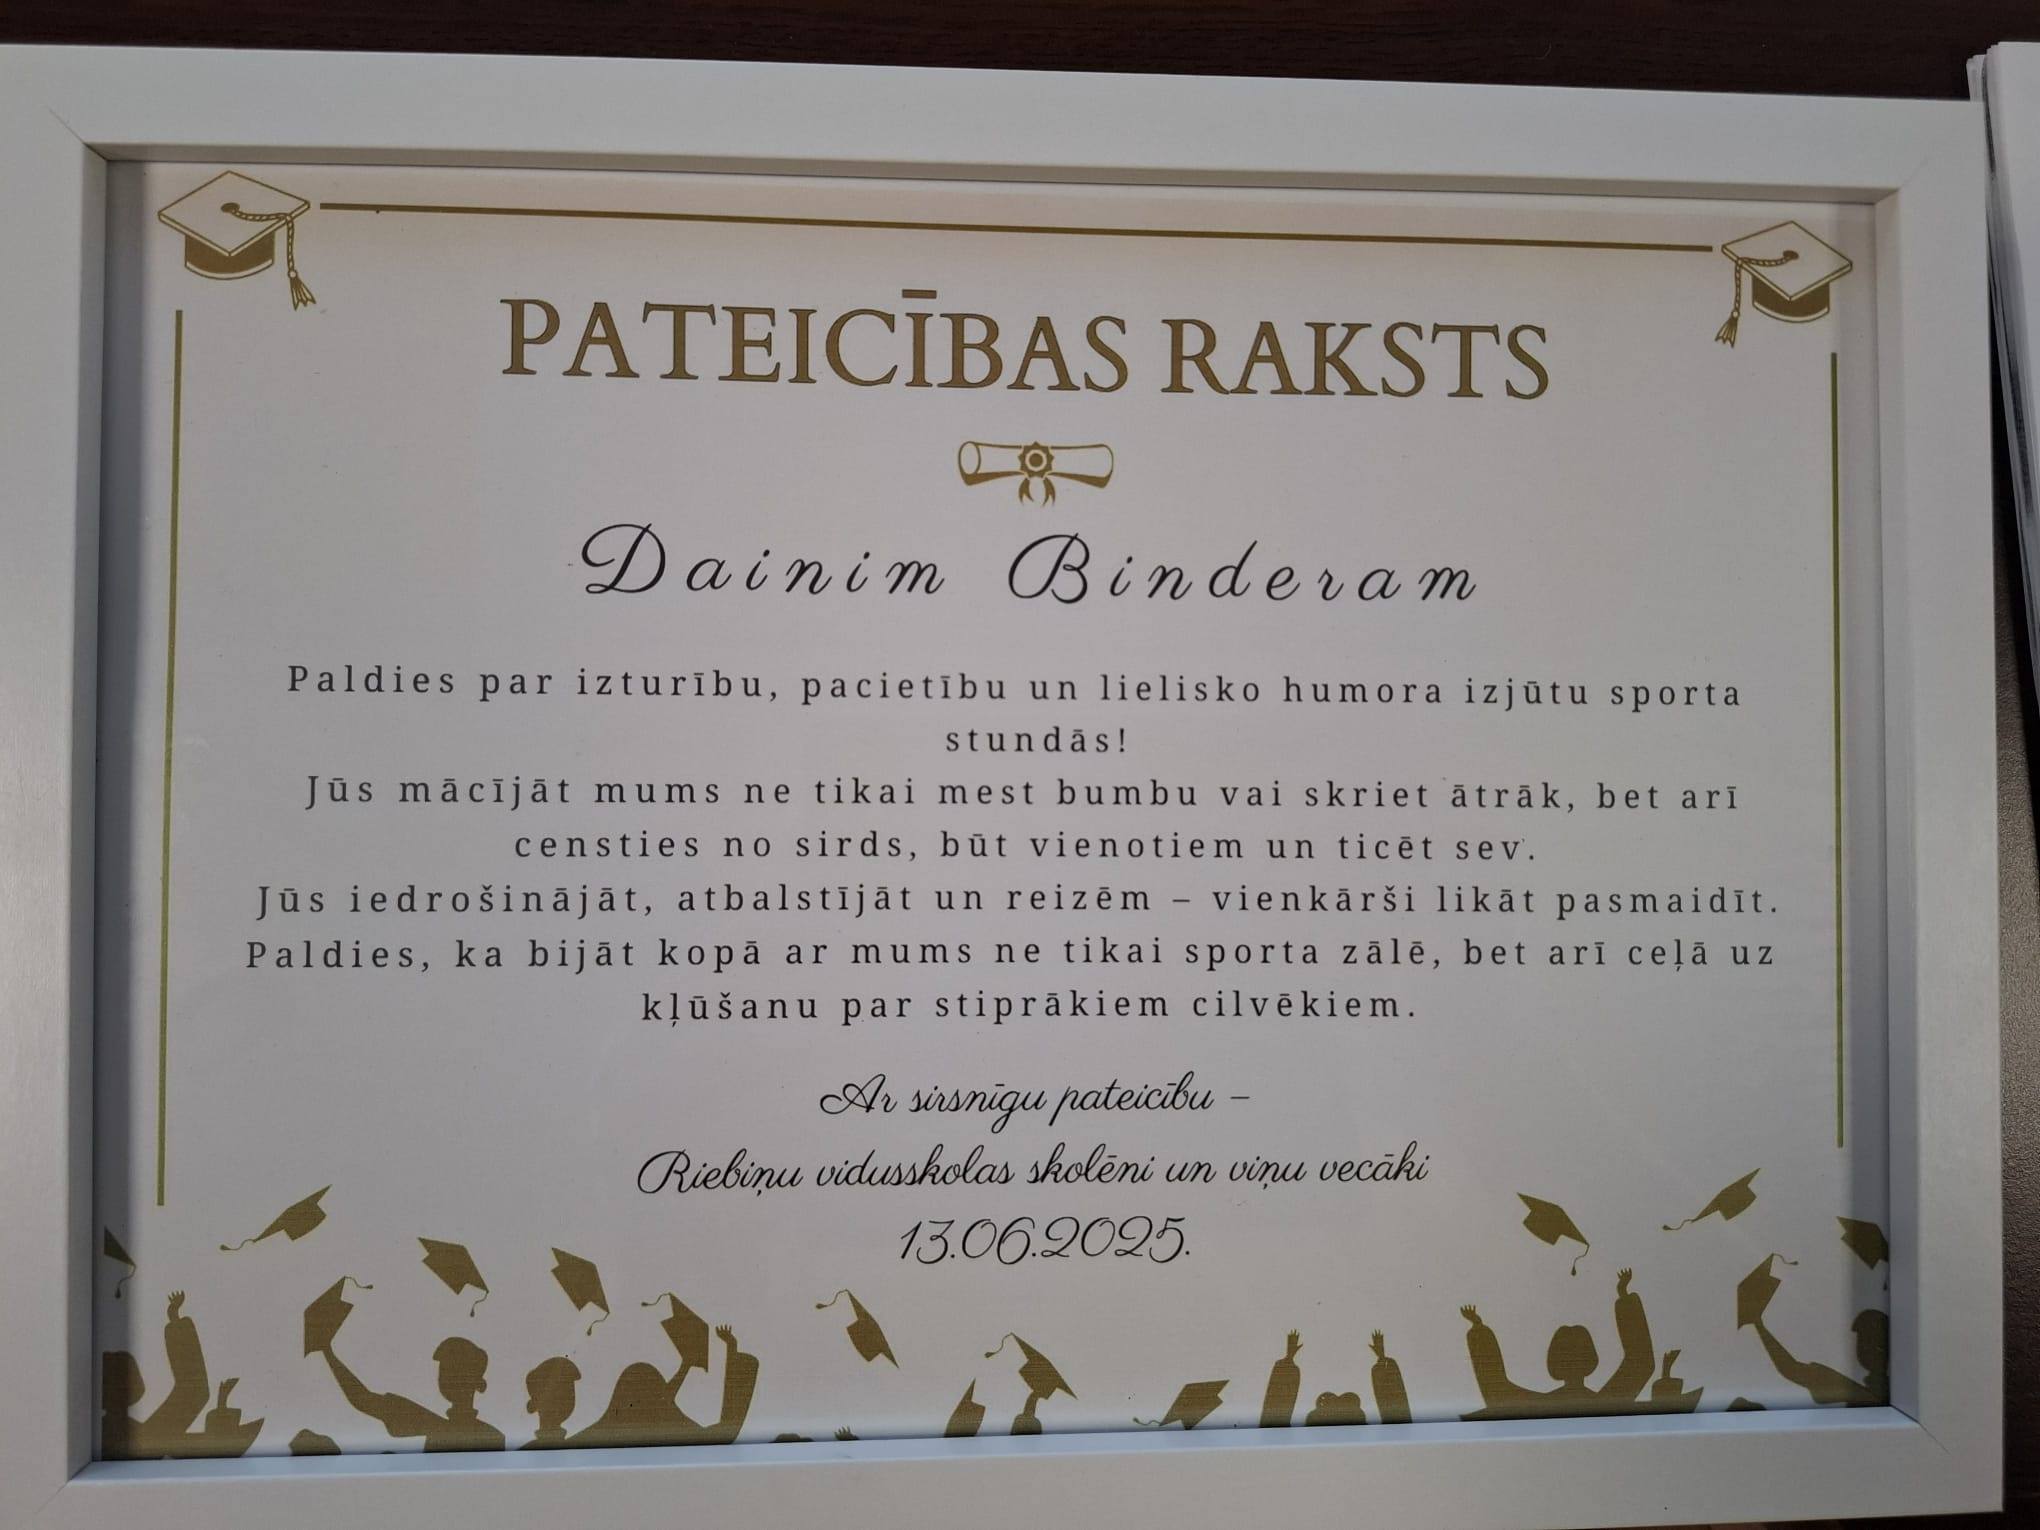 PATEICĪBAS RAKSTS
Dainim Binderam
Paldies par izturību, pacietību un lielisko humora izjūtu sporta
stundās!
Jūs mācījāt mums ne tikai mest bumbu vai skriet ātrāk, bet arī
censties no sirds, būt vienotiem un ticēt sev.
Jūs iedrošinājāt, atbalstījāt un reizēm – vienkārši likāt pasmaidīt.
Paldies, ka bijāt kopā ar mums ne tikai sporta zālē, bet arī ceļā uz
kļūšanu par stiprākiem cilvēkiem.
Ar sirsnīgu pateicību –
Riebiņu vidusskolas skolēni un viņu vecāki
13.06.2025.